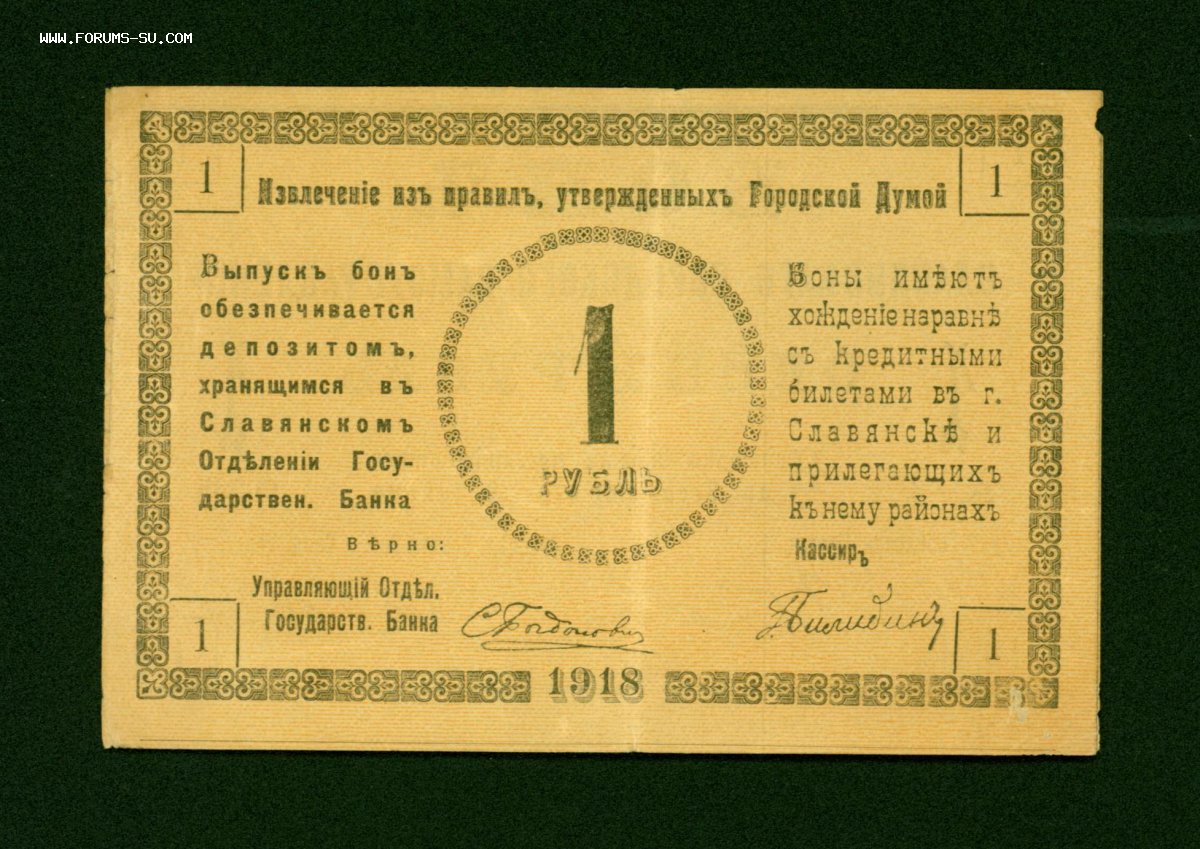 www.forums-su.com
1
1
Извлеченіе изъ правилъ, утвержденныхъ Городской Думой
Выпускъ бонъ
обезпечивается
депозитомъ,
хранящимся въ
Славянскомъ
Отдѣленіи Госу-
дарствен. Банка
Вѣрно:
Управляющій Отдѣл.
Государств. Банка
1
РУБЛЬ
Боны имѣютъ
хожденіе наравнѣ
съ кредитными
билетами въ г.
Славянскѣ и
прилегающихъ
къ нему районахъ
Кассиръ
1
1918
1